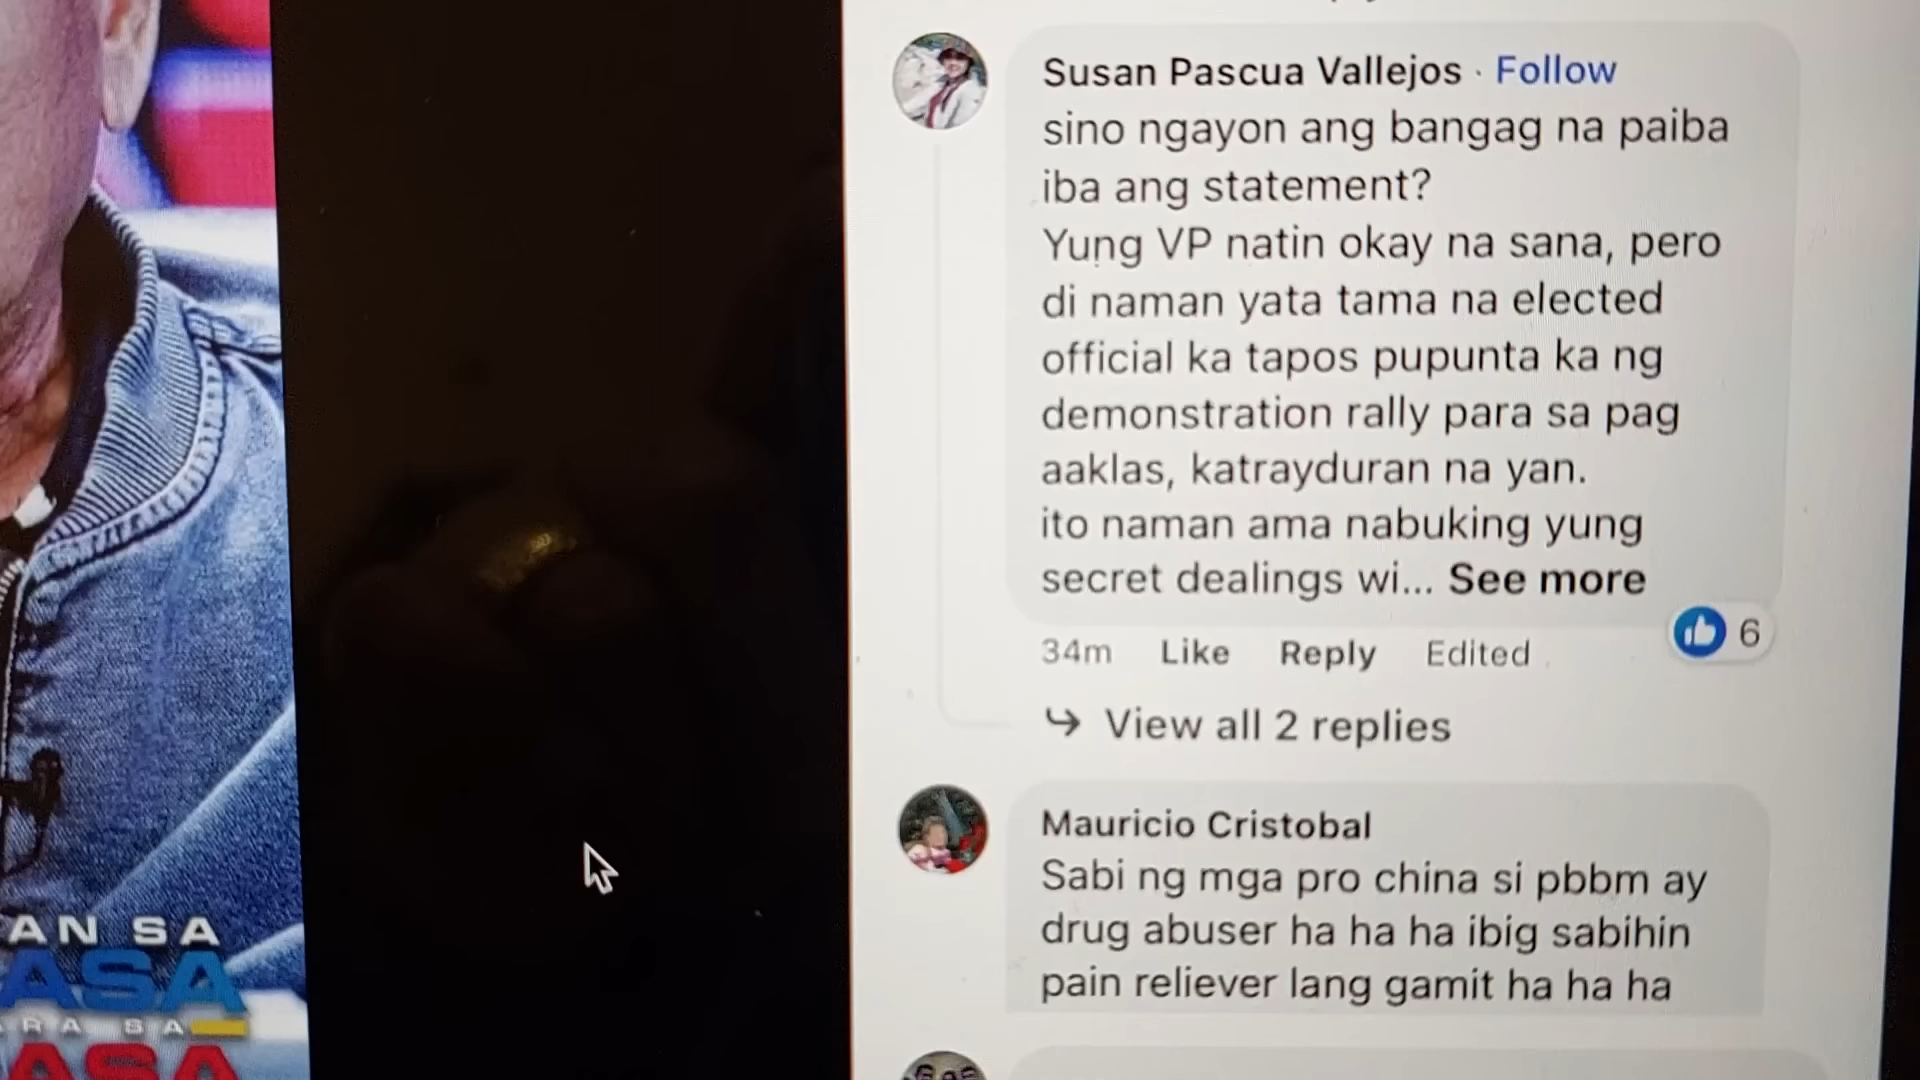 Susan Pascua Vallejos · Follow
sino ngayon ang bangag na paiba
iba ang statement?
Yung VP natin okay na sana, pero
di naman yata tama na elected
official ka tapos pupunta ka ng
demonstration rally para sa pag
aaklas, katrayduran na yan.
ito naman ama nabuking yung
secret dealings wi... See more
34m Like Reply Edited 6
View all 2 replies
Mauricio Cristobal
Sabi ng mga pro china si pbbm ay
drug abuser ha ha ha ibig sabihin
pain reliever lang gamit ha ha ha
AN SA
ASA
RA SA
ASA